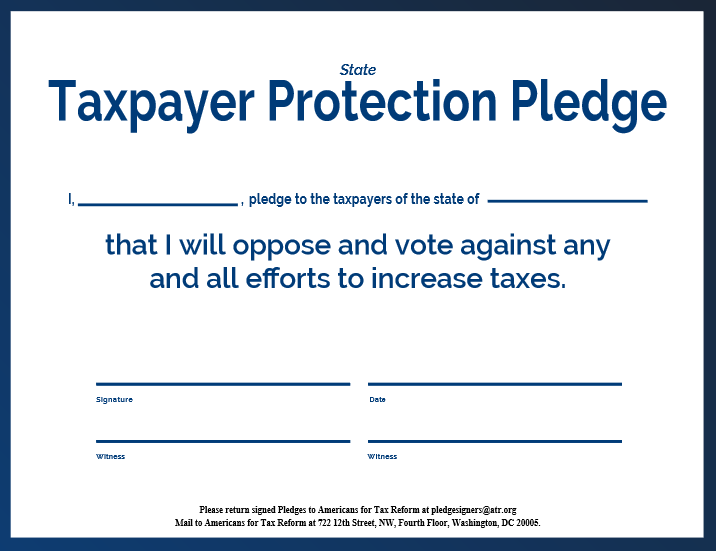 State
Taxpayer Protection Pledge
I, , pledge to the taxpayers of the state of
that I will oppose and vote against any
and all efforts to increase taxes.
Signature Date
Witness Witness
Please return signed Pledges to Americans for Tax Reform at pledgesigners@atr.org
Mail to Americans for Tax Reform at 722 12th Street, NW, Fourth Floor, Washington, DC 20005.